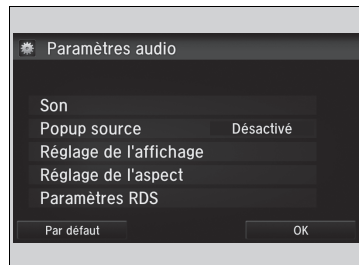 Paramètres audio
Son
Popup source Désactivé
Réglage de l'affichage
Réglage de l'aspect
Paramètres RDS
Par défaut OK